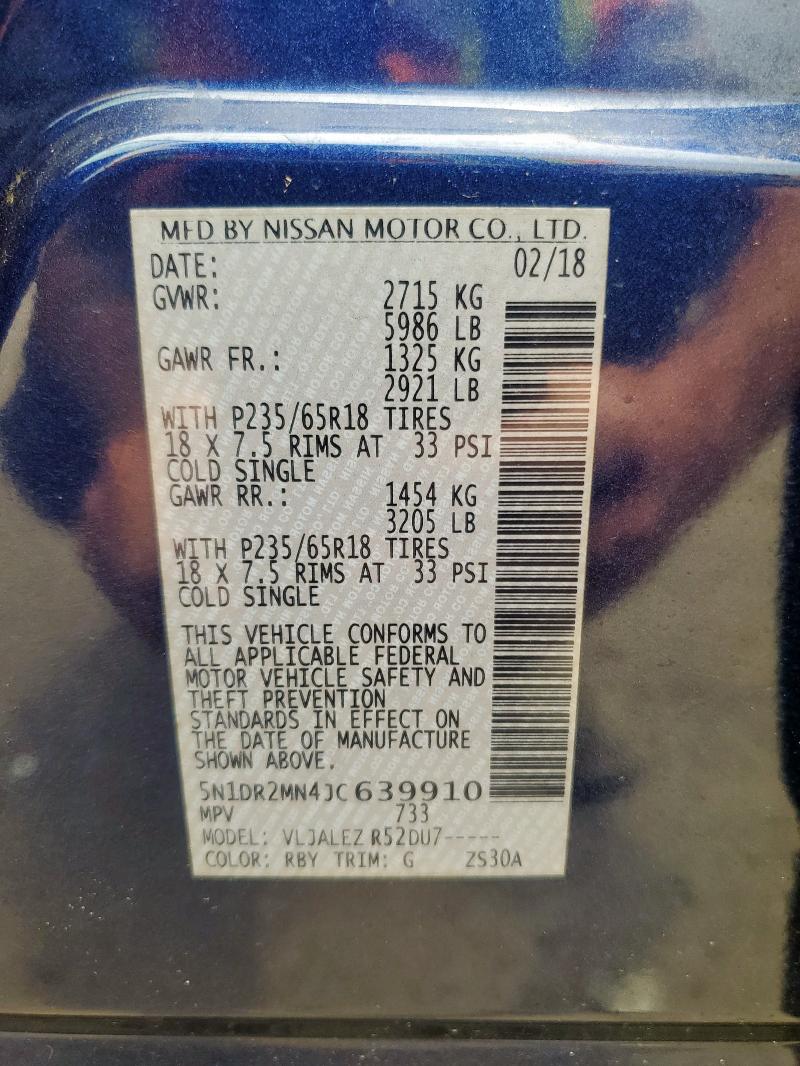 MFD BY NISSAN MOTOR CO., LTD.
DATE: 02/18
GVWR: 2715 KG
5986 LB
GAWR FR.: 1325 KG
2921 LB
WITH P235/65R18 TIRES
18 X 7.5 RIMS AT 33 PSI
COLD SINGLE
GAWR RR.: 1454 KG
3205 LB
WITH P235/65R18 TIRES
18 X 7.5 RIMS AT 33 PSI
COLD SINGLE
THIS VEHICLE CONFORMS TO
ALL APPLICABLE FEDERAL
MOTOR VEHICLE SAFETY AND
THEFT PREVENTION
STANDARDS IN EFFECT ON
THE DATE OF MANUFACTURE
SHOWN ABOVE.
5N1DR2MN4JC639910
MPV 733
MODEL: VLJALEZ R52DU7-----
COLOR: RBY TRIM: G ZS30A